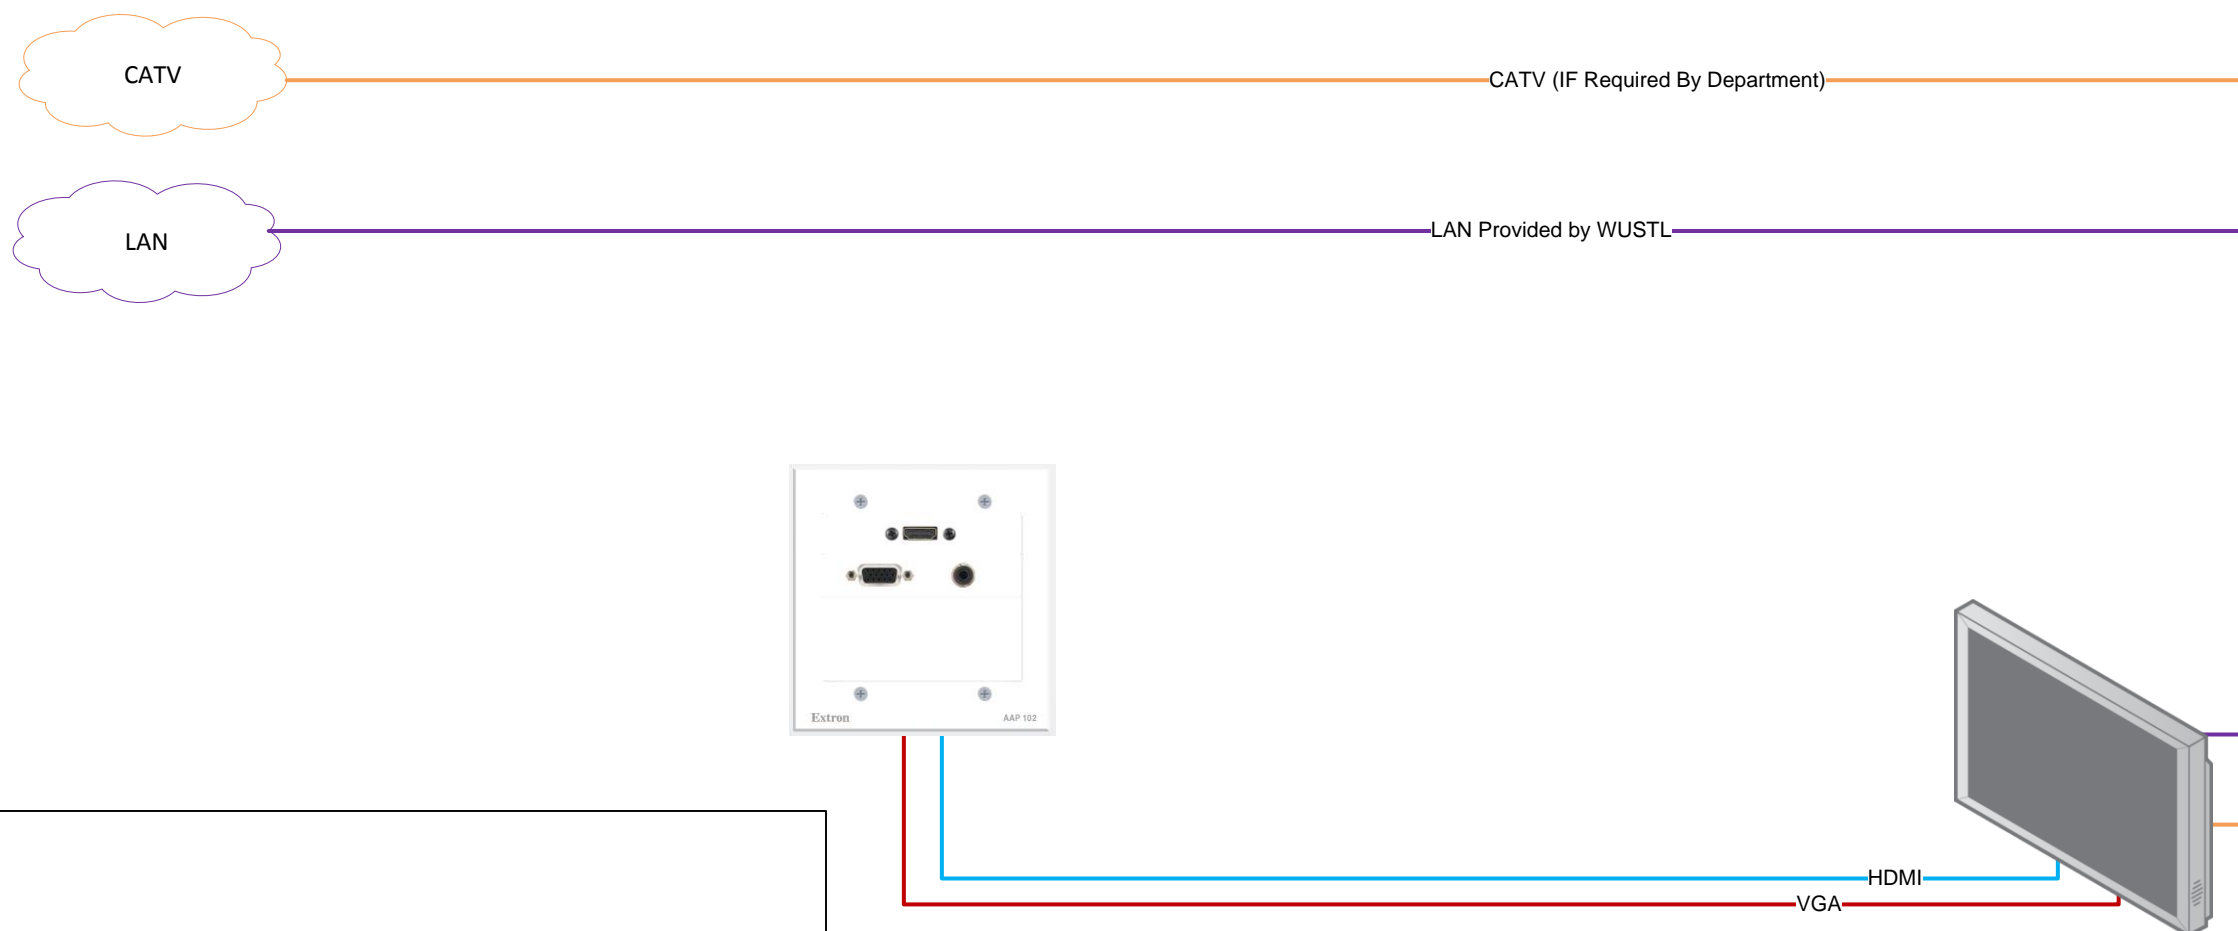 CATV
CATV (IF Required By Department)
LAN
LAN Provided by WUSTL
Extron
AAP 102
HDMI
VGA